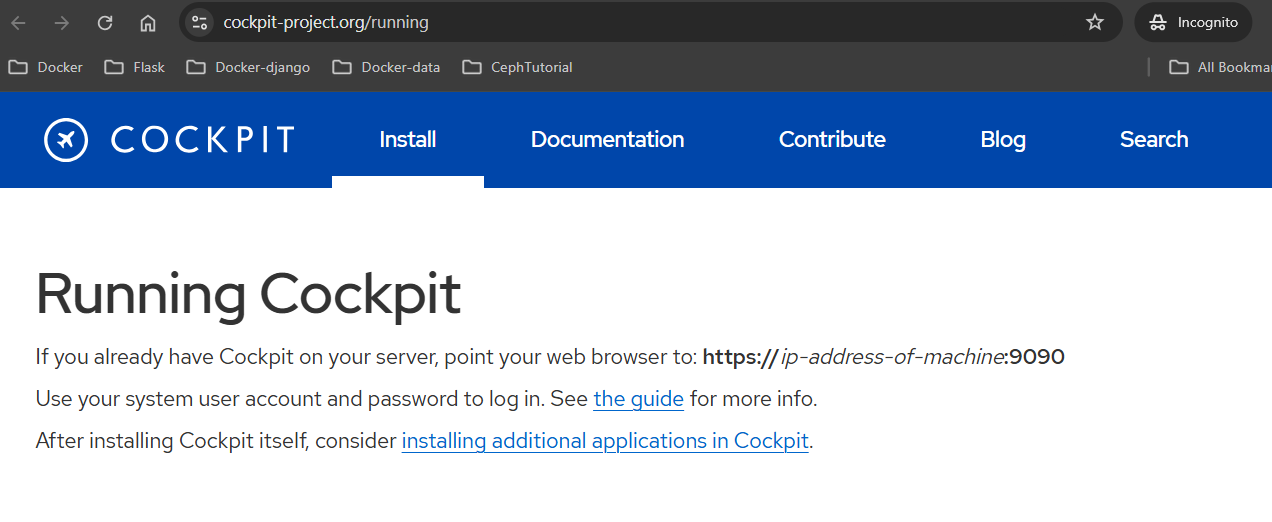 cockpit-project.org/running
Incognito
Docker
Flask
Docker-django
Docker-data
CephTutorial
All Bookmar
COCKPIT
Install
Documentation
Contribute
Blog
Search
Running Cockpit
If you already have Cockpit on your server, point your web browser to: https://ip-address-of-machine:9090
Use your system user account and password to log in. See the guide for more info.
After installing Cockpit itself, consider installing additional applications in Cockpit.